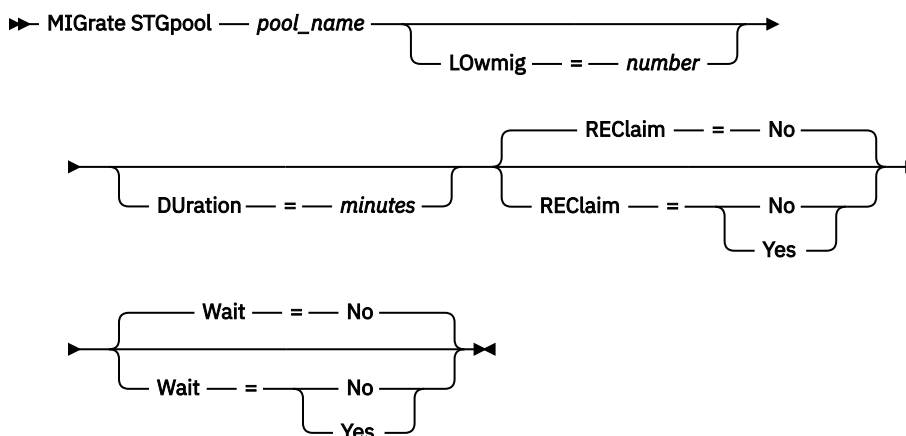 MIGrate STGpool — pool_name
LOwmig — = — number
REClaim — = — No
DUration — = — minutes
REClaim — = — No
Yes
Wait — = — No
Wait — = — No
Yes